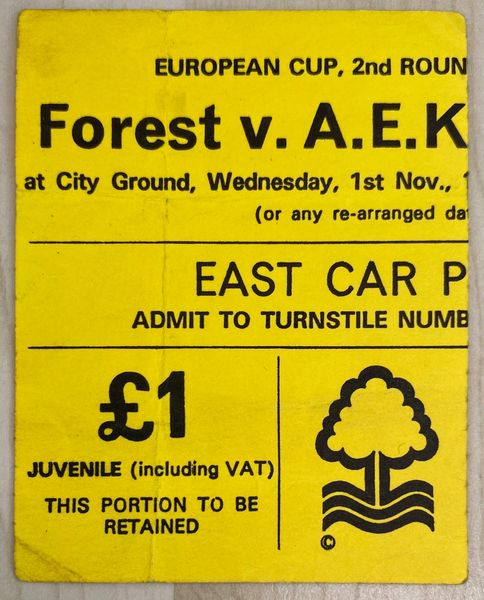 EUROPEAN CUP, 2nd ROUN
Forest v. A.E.K
at City Ground, Wednesday, 1st Nov., 1
(or any re-arranged da
EAST CAR P
ADMIT TO TURNSTILE NUMB
£1
JUVENILE (including VAT)
THIS PORTION TO BE
RETAINED
©